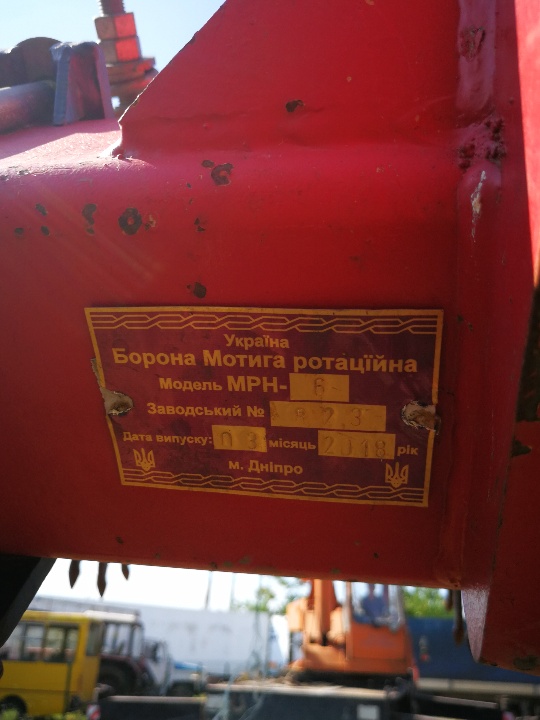 Україна
Борона Мотига ротаційна
Модель МРН- 6
Заводський №
Дата випуску: 03 місяць 2018 рік
м. Дніпро